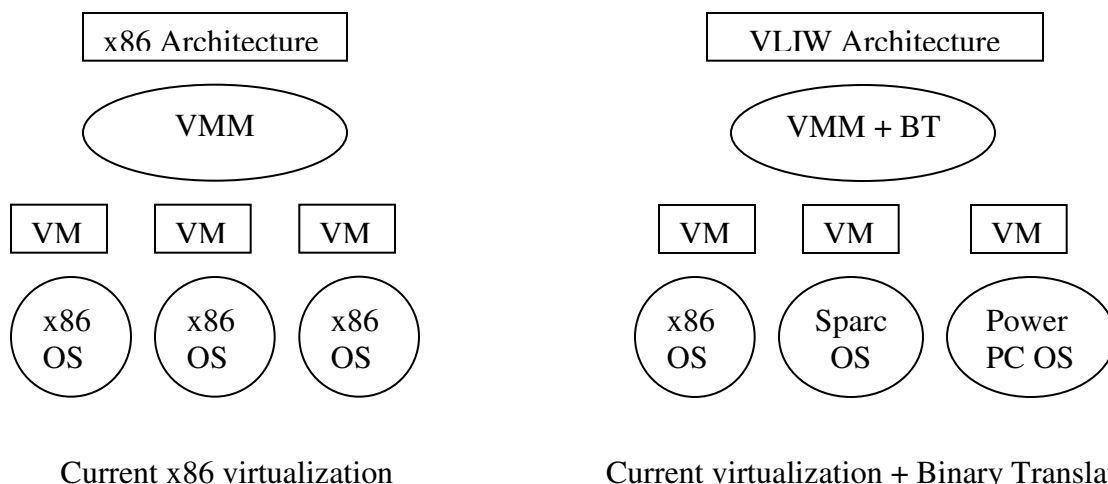 x86 Architecture
VLIW Architecture
VMM
VMM + BT
VM VM VM
VM VM VM
x86
OS
x86
OS
x86
OS
x86
OS
Sparc
OS
Power
PC OS
Current x86 virtualization
Current virtualization + Binary Transla